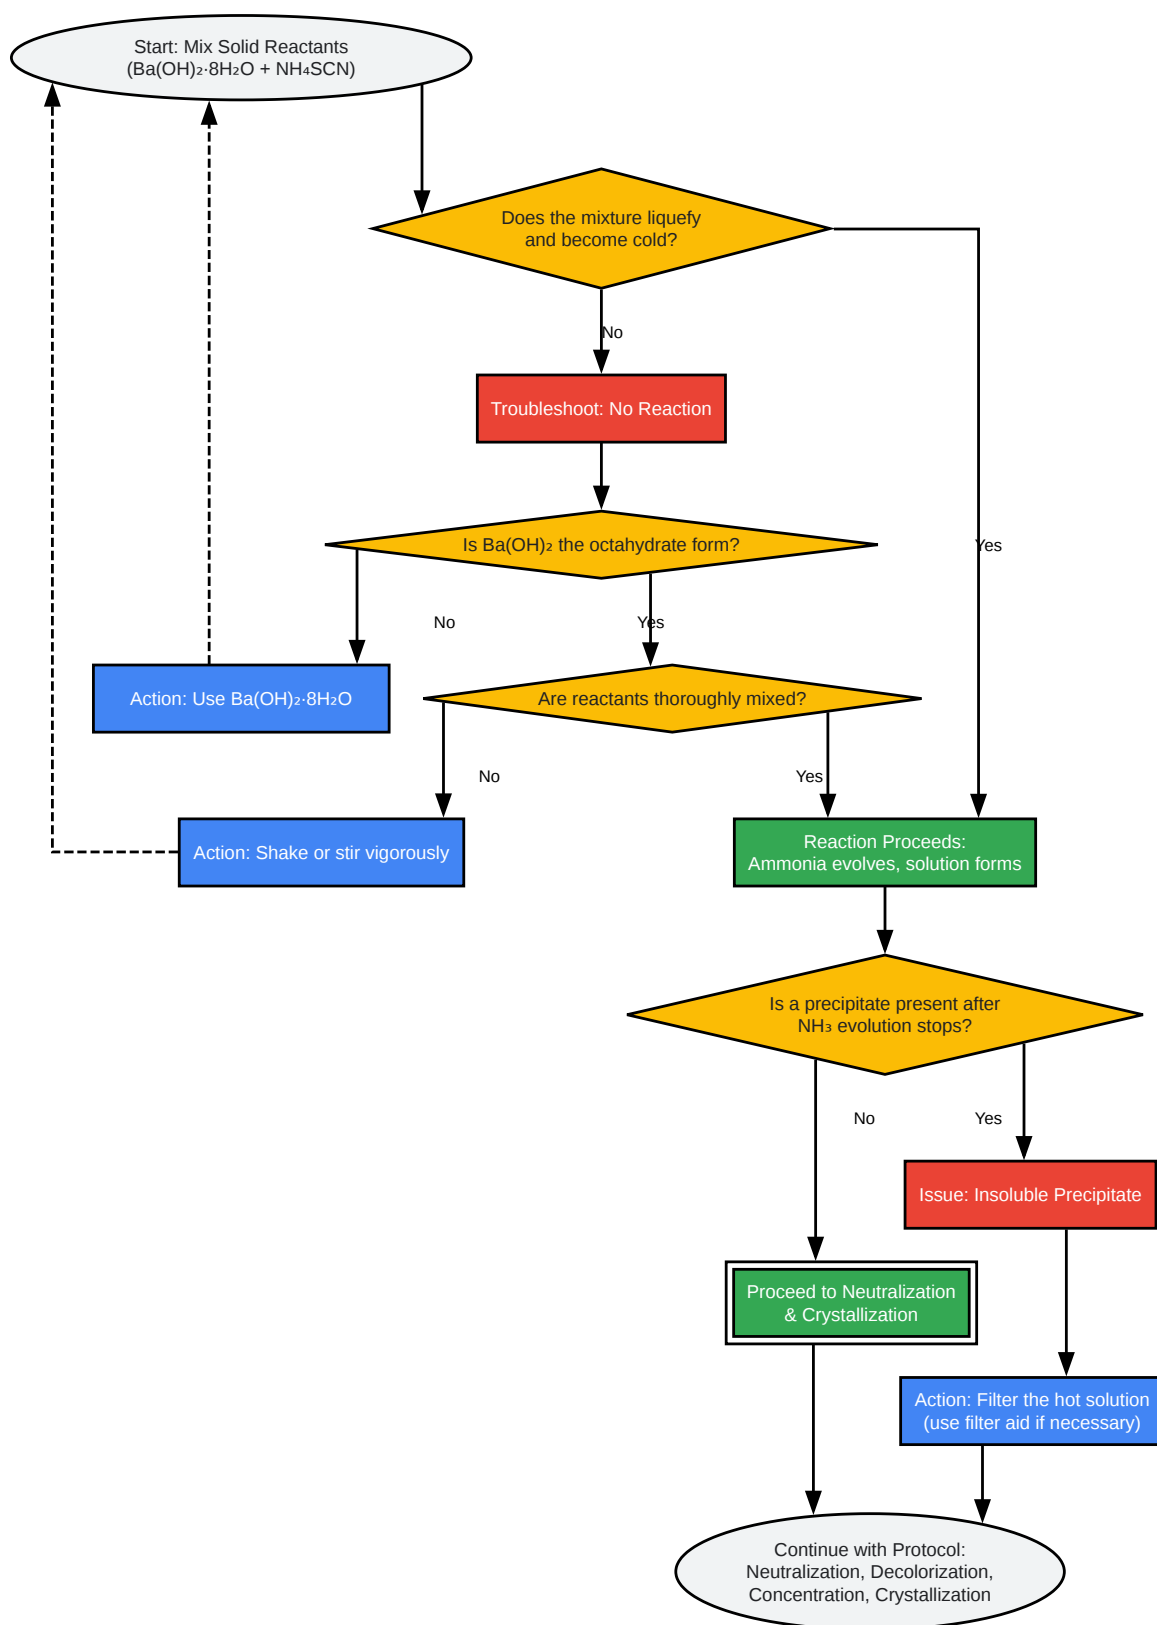 Start: Mix Solid Reactants
(Ba(OH)₂·8H₂O + NH₄SCN)
Does the mixture liquefy
and become cold?
No
Troubleshoot: No Reaction
Is Ba(OH)₂ the octahydrate form?
Yes
No
Yes
Action: Use Ba(OH)₂·8H₂O
Are reactants thoroughly mixed?
No
Yes
Action: Shake or stir vigorously
Reaction Proceeds:
Ammonia evolves, solution forms
Is a precipitate present after
NH₃ evolution stops?
No
Yes
Issue: Insoluble Precipitate
Proceed to Neutralization
& Crystallization
Action: Filter the hot solution
(use filter aid if necessary)
Continue with Protocol:
Neutralization, Decolorization,
Concentration, Crystallization